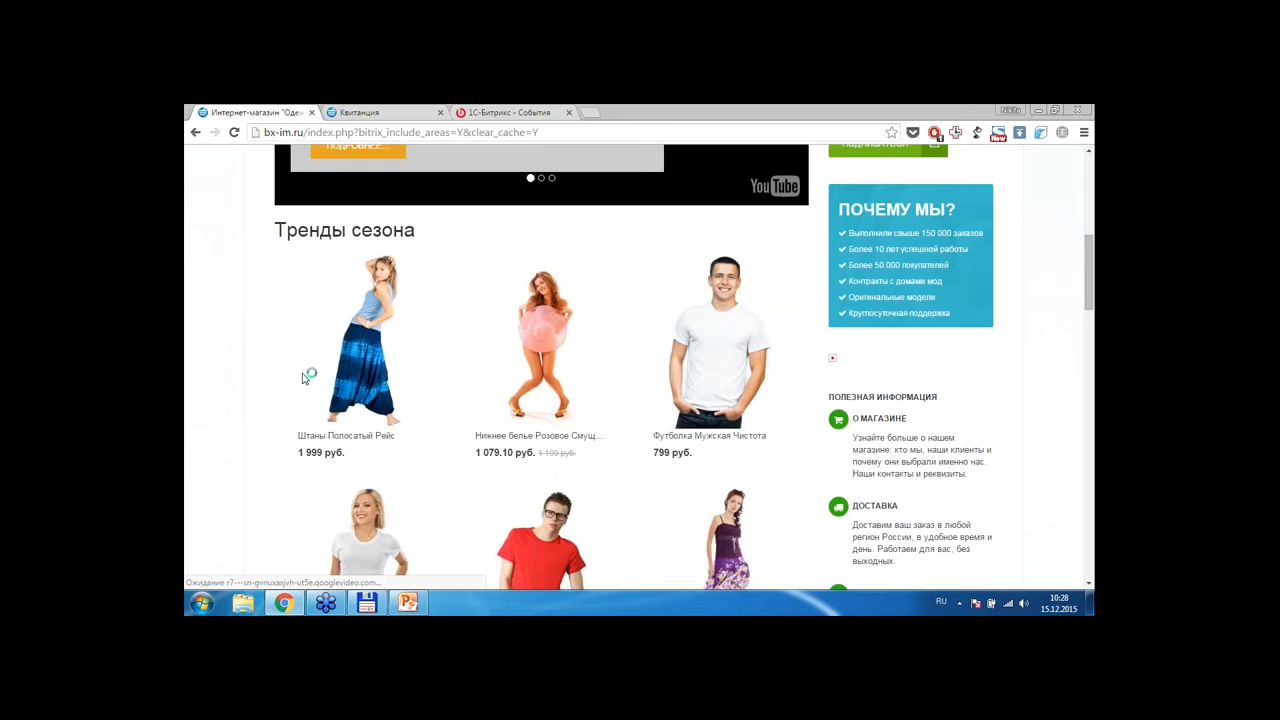 Интернет-магазин "Оде
Квитанция
1С-Битрикс - События
Nikita
bx-im.ru/index.php?bitrix_include_areas=Y&clear_cache=Y
New
ПОДРОБНЕЕ...
YouTube
Тренды сезона
Штаны Полосатый Рейс
1 999 руб.
Нижнее белье Розовое Смущ...
1 079.10 руб. 1 199 руб.
Футболка Мужская Чистота
799 руб.
ПОДПИСАТЬСЯ
ПОЧЕМУ МЫ?
Выполнили свыше 150 000 заказов
Более 10 лет успешной работы
Более 50 000 покупателей
Контракты с домами мод
Оригинальные модели
Круглосуточная поддержка
ПОЛЕЗНАЯ ИНФОРМАЦИЯ
О МАГАЗИНЕ
Узнайте больше о нашем
магазине: кто мы, наши клиенты и
почему они выбрали именно нас.
Наши контакты и реквизиты.
ДОСТАВКА
Доставим ваш заказ в любой
регион России, в удобное время и
день. Работаем для вас, без
выходных.
Ожидание r7---sn-gvnuxaxjvh-ut5e.googlevideo.com...
RU
10:28
15.12.2015